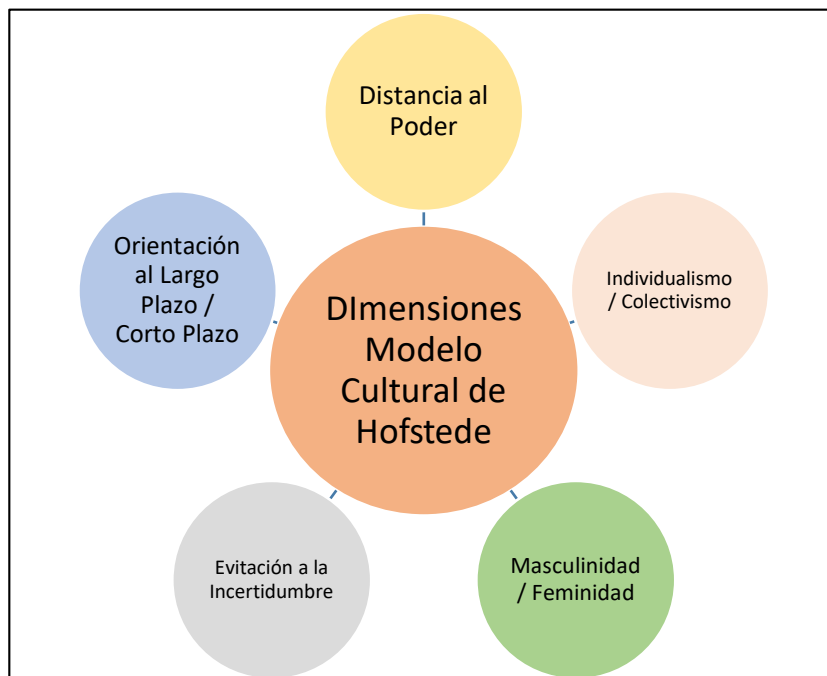 Distancia al
Poder
Orientación
al Largo
Plazo /
Corto Plazo
Individualismo
/ Colectivismo
DImensiones
Modelo
Cultural de
Hofstede
Evitación a la
Incertidumbre
Masculinidad
/ Feminidad